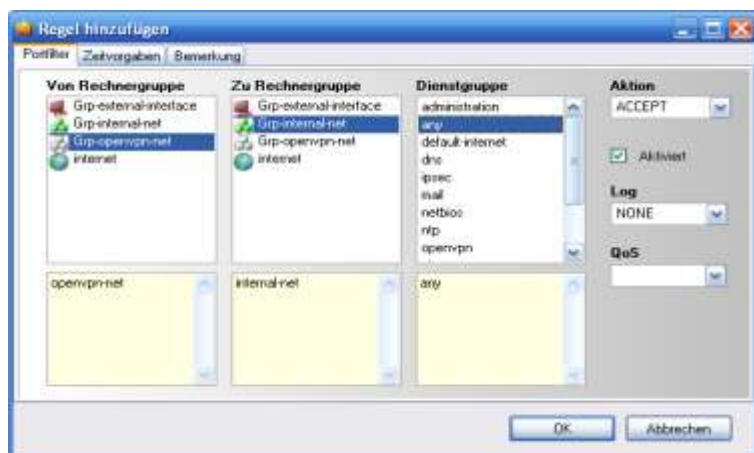 Regel hinzufügen
Portfilter Zeitvorgaben Bemerkung
Von Rechnergruppe
Grp-external-interface
Grp-internal-net
Grp-openvpn-net
internet
openvpn-net
Zu Rechnergruppe
Grp-external-interface
Grp-internal-net
Grp-openvpn-net
internet
internal-net
Dienstgruppe
administration
any
default-internet
dns
ipsec
mail
netbios
ntp
openvpn
any
Aktion
ACCEPT
Aktiviert
Log
NONE
QoS
OK Abbrechen